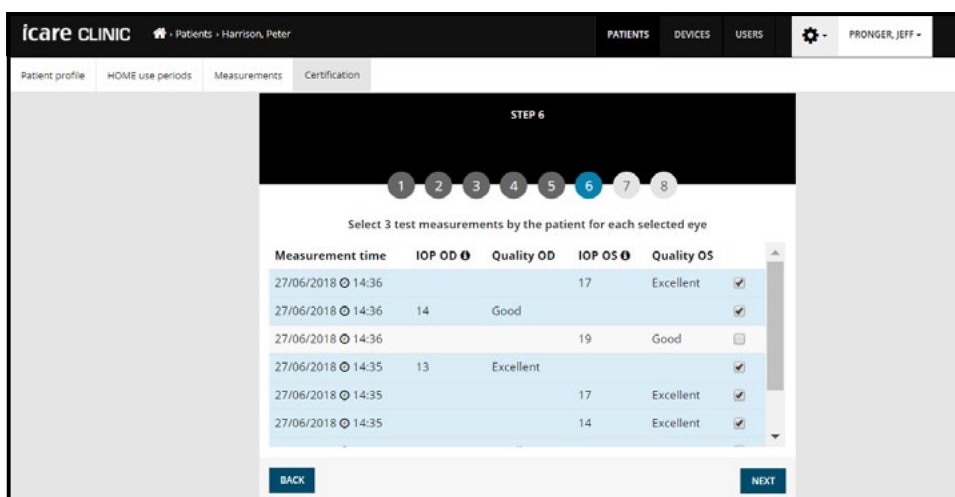 icare CLINIC
› Patients › Harrison, Peter
PATIENTS
DEVICES
USERS
PRONGER, JEFF
Patient profile
HOME use periods
Measurements
Certification
STEP 6
1 2 3 4 5 6 7 8
Select 3 test measurements by the patient for each selected eye
Measurement time IOP OD Quality OD IOP OS Quality OS
27/06/2018 14:36 17 Excellent
27/06/2018 14:36 14 Good
27/06/2018 14:36 19 Good
27/06/2018 14:35 13 Excellent
27/06/2018 14:35 17 Excellent
27/06/2018 14:35 14 Excellent
BACK
NEXT